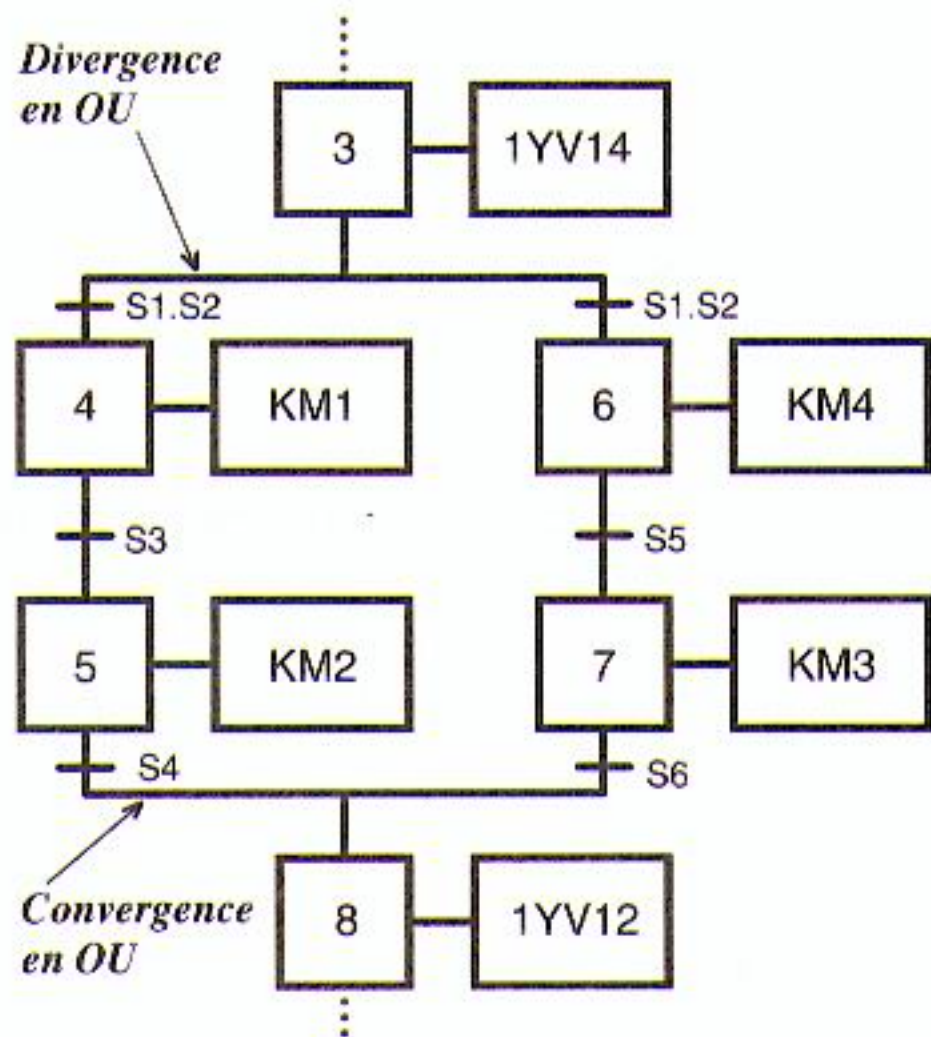 Divergence
en OU
3
1YV14
S1.S2
S1.S2
4
KM1
6
KM4
S3
S5
5
KM2
7
KM3
S4
S6
Convergence
en OU
8
1YV12